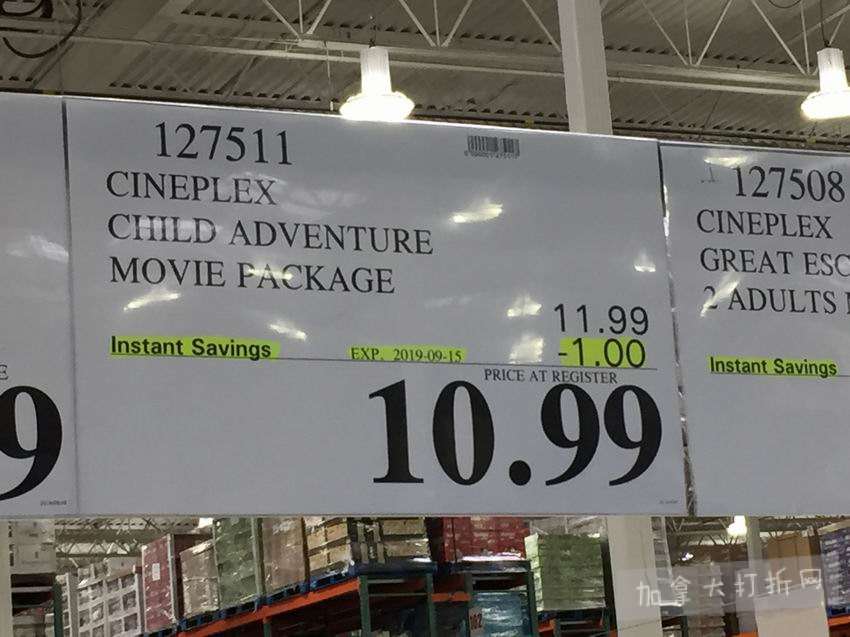 127511
CINEPLEX
CHILD ADVENTURE
MOVIE PACKAGE
11.99
Instant Savings EXP. 2019-09-15 -1.00
PRICE AT REGISTER
10.99
127508
CINEPLEX
GREAT ESC
2 ADULTS
Instant Savings
E
9
加拿大打折网